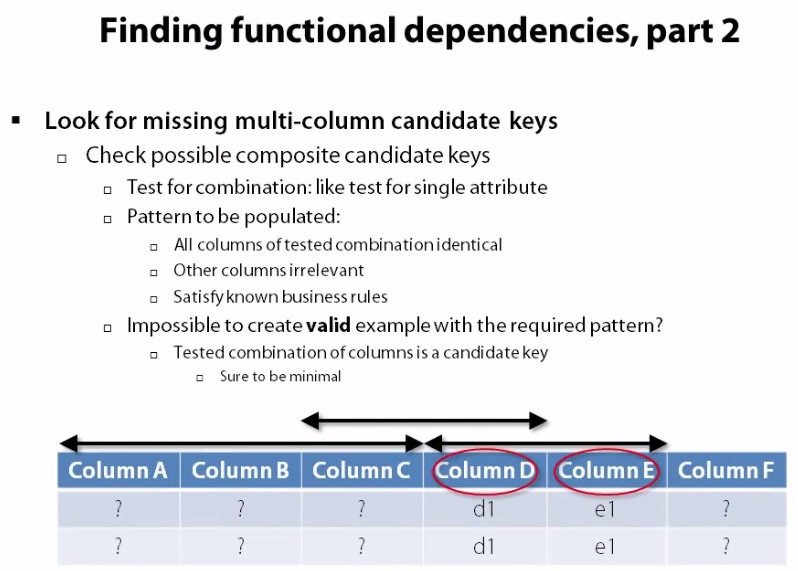 Finding functional dependencies, part 2
Look for missing multi-column candidate keys
Check possible composite candidate keys
Test for combination: like test for single attribute
Pattern to be populated:
All columns of tested combination identical
Other columns irrelevant
Satisfy known business rules
Impossible to create valid example with the required pattern?
Tested combination of columns is a candidate key
Sure to be minimal
Column A Column B Column C Column D Column E Column F
? ? ? d1 e1 ?
? ? ? d1 e1 ?